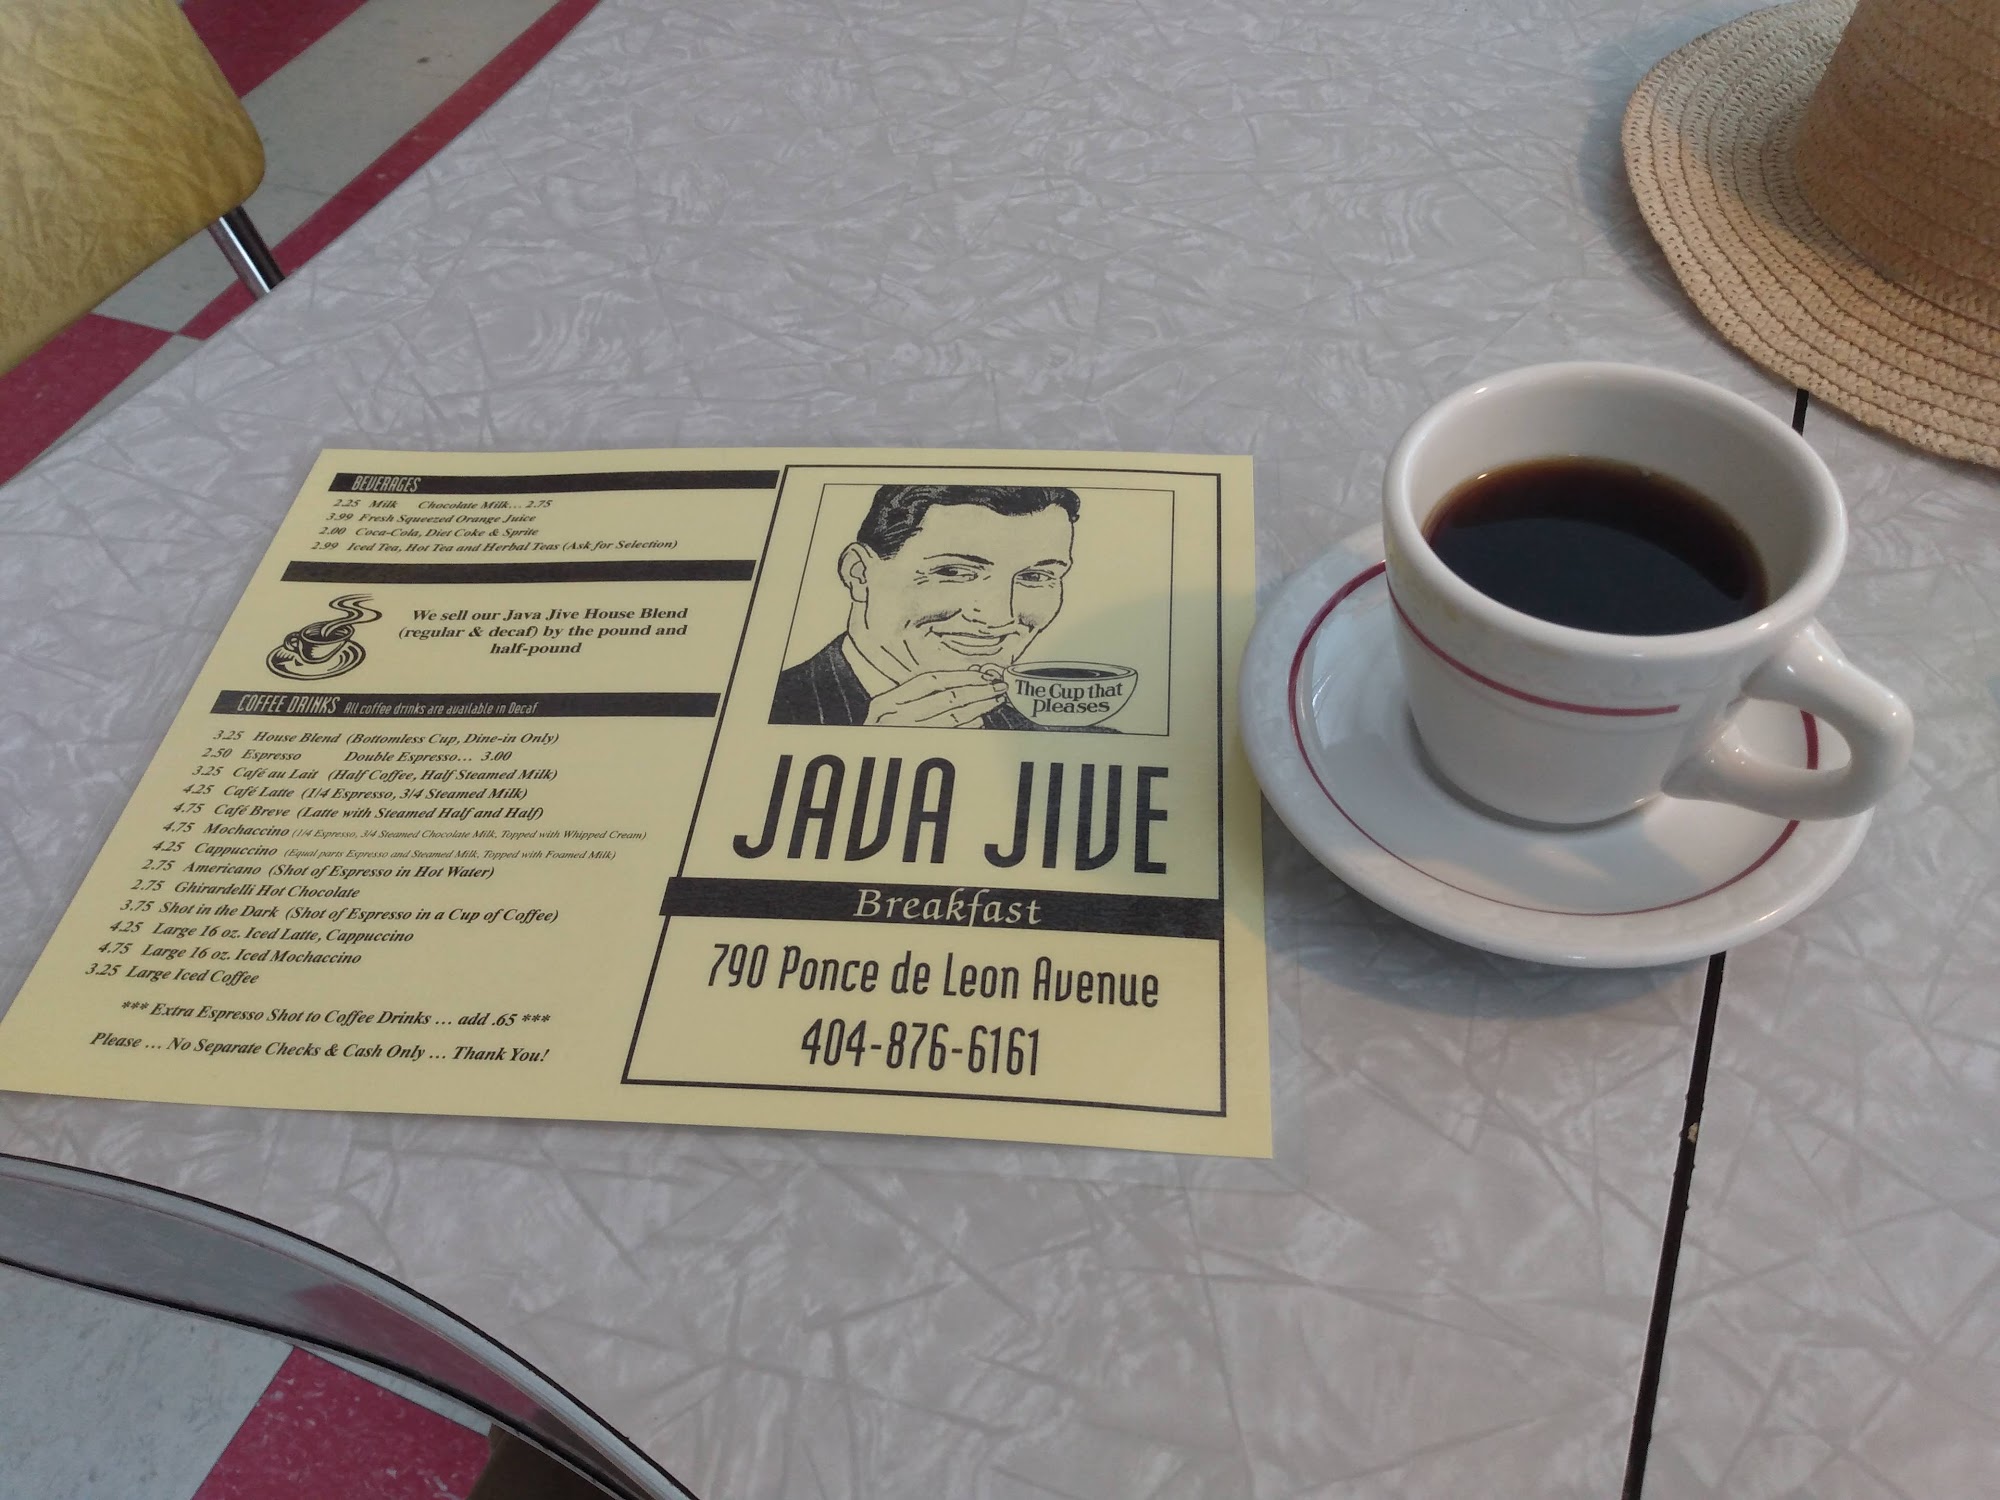 BEVERAGES
2.25 Milk Chocolate Milk... 2.75
3.99 Fresh Squeezed Orange Juice
2.00 Coca-Cola, Diet Coke & Sprite
2.99 Iced Tea, Hot Tea and Herbal Teas (Ask for Selection)
We sell our Java Jive House Blend
(regular & decaf) by the pound and
half-pound
COFFEE DRINKS All coffee drinks are available in Decaf
3.25 House Blend (Bottomless Cup, Dine-in Only)
2.50 Espresso Double Espresso... 3.00
3.25 Café au Lait (Half Coffee, Half Steamed Milk)
4.25 Café Latte (1/4 Espresso, 3/4 Steamed Milk)
4.75 Café Breve (Latte with Steamed Half and Half)
4.75 Mochaccino (1/4 Espresso, 3/4 Steamed Chocolate Milk, Topped with Whipped Cream)
4.25 Cappuccino (Equal parts Espresso and Steamed Milk, Topped with Foamed Milk)
2.75 Americano (Shot of Espresso in Hot Water)
2.75 Ghirardelli Hot Chocolate
3.75 Shot in the Dark (Shot of Espresso in a Cup of Coffee)
4.25 Large 16 oz. Iced Latte, Cappuccino
4.75 Large 16 oz. Iced Mochaccino
3.25 Large Iced Coffee
*** Extra Espresso Shot to Coffee Drinks ... add .65 ***
Please ... No Separate Checks & Cash Only ... Thank You!
The Cup that
Pleases
JAVA JIVE
Breakfast
790 Ponce de Leon Avenue
404-876-6161